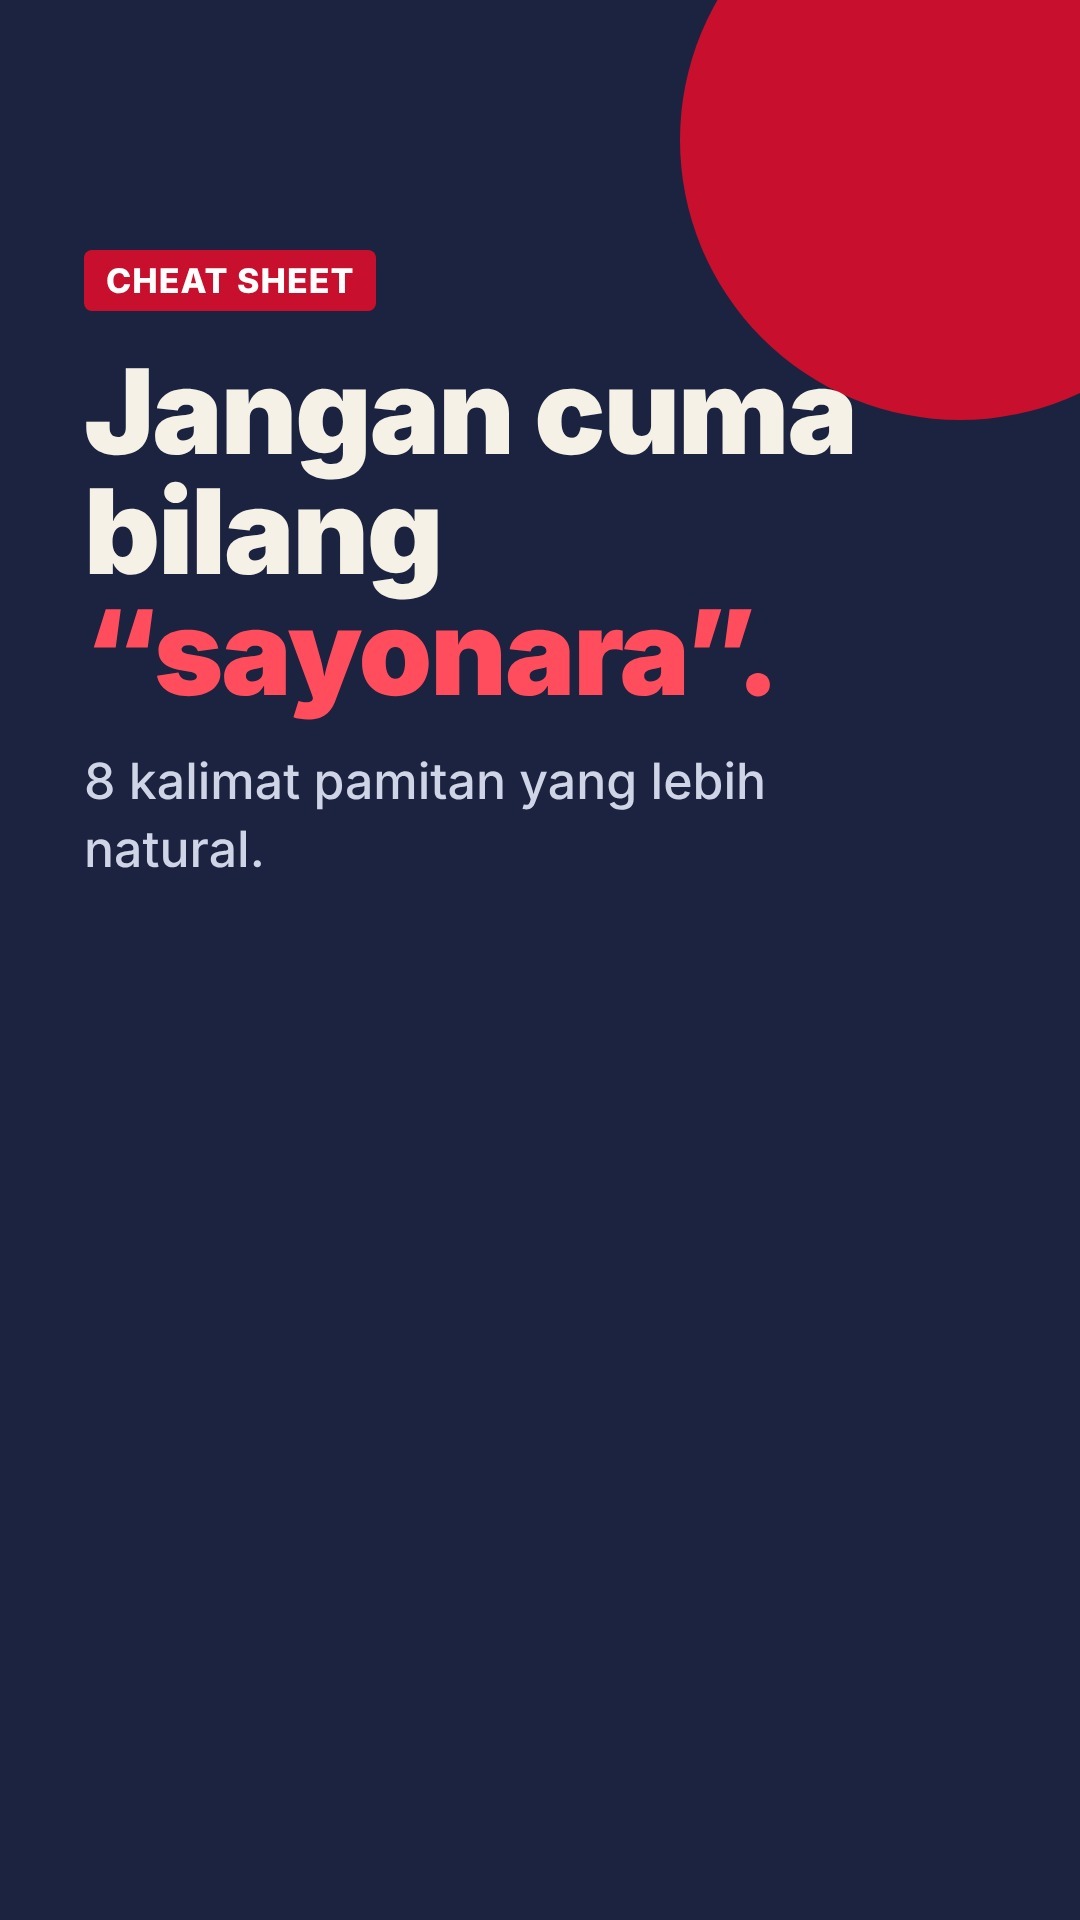 CHEAT SHEET
Jangan cuma
bilang
“sayonara”.
8 kalimat pamitan yang lebih
natural.